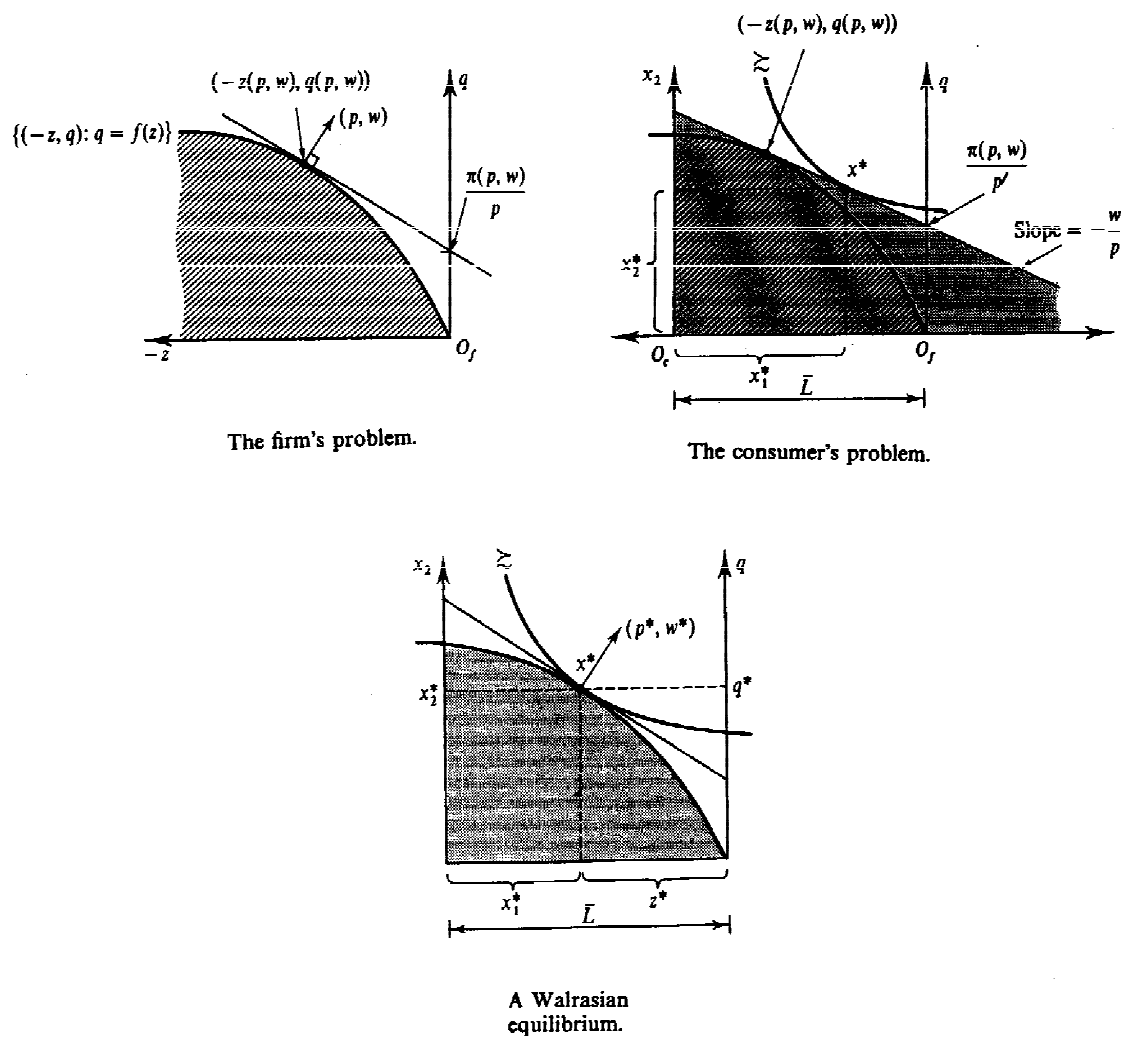 (−z(p, w), q(p, w))
q
(p, w)
{(−z, q): q = f(z)}
π(p, w)
p
−z
O_f
The firm's problem.
(−z(p, w), q(p, w))
≿
x₂
q
x*
π(p, w)
p
Slope = − w
p
x₂*
O_c
O_f
x₁*
L̄
The consumer's problem.
≿
x₂
q
(p*, w*)
x*
x₂*
q*
x₁*
z*
L̄
A Walrasian
equilibrium.